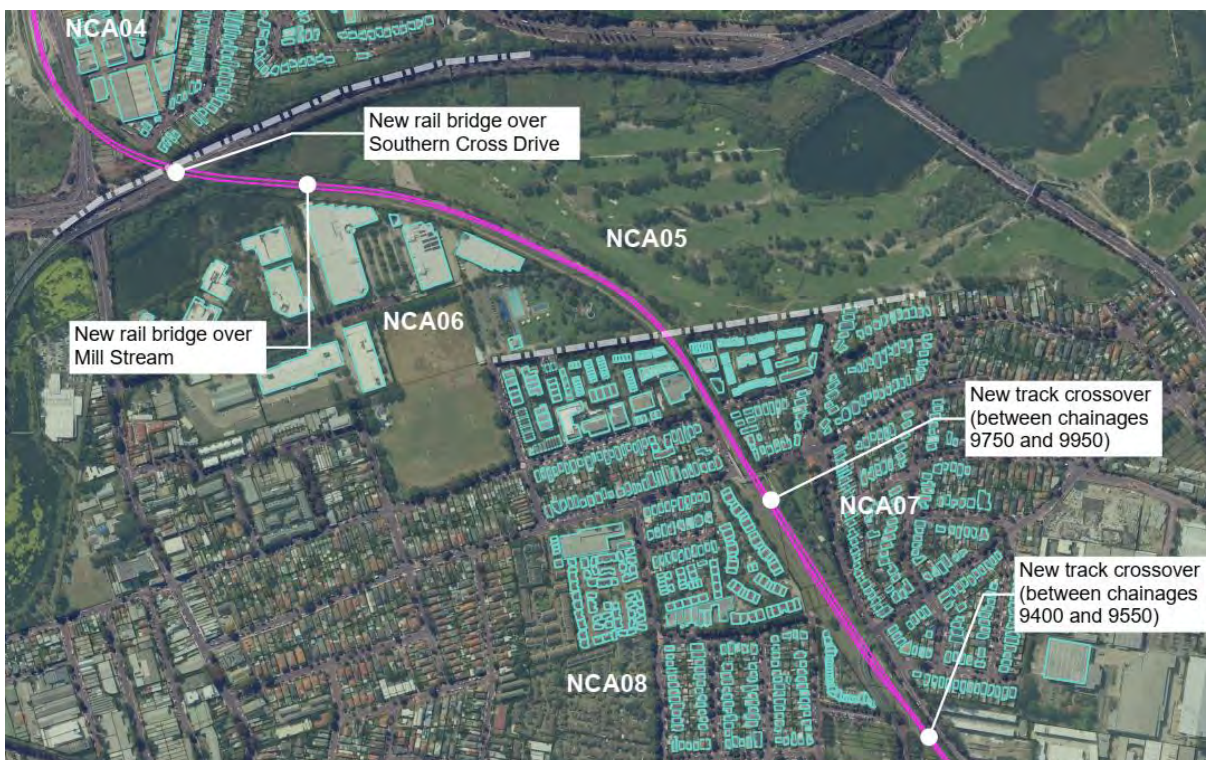 NCA04
New rail bridge over
Southern Cross Drive
NCA05
NCA06
New rail bridge over
Mill Stream
New track crossover
(between chainages
9750 and 9950)
NCA07
New track crossover
(between chainages
9400 and 9550)
NCA08